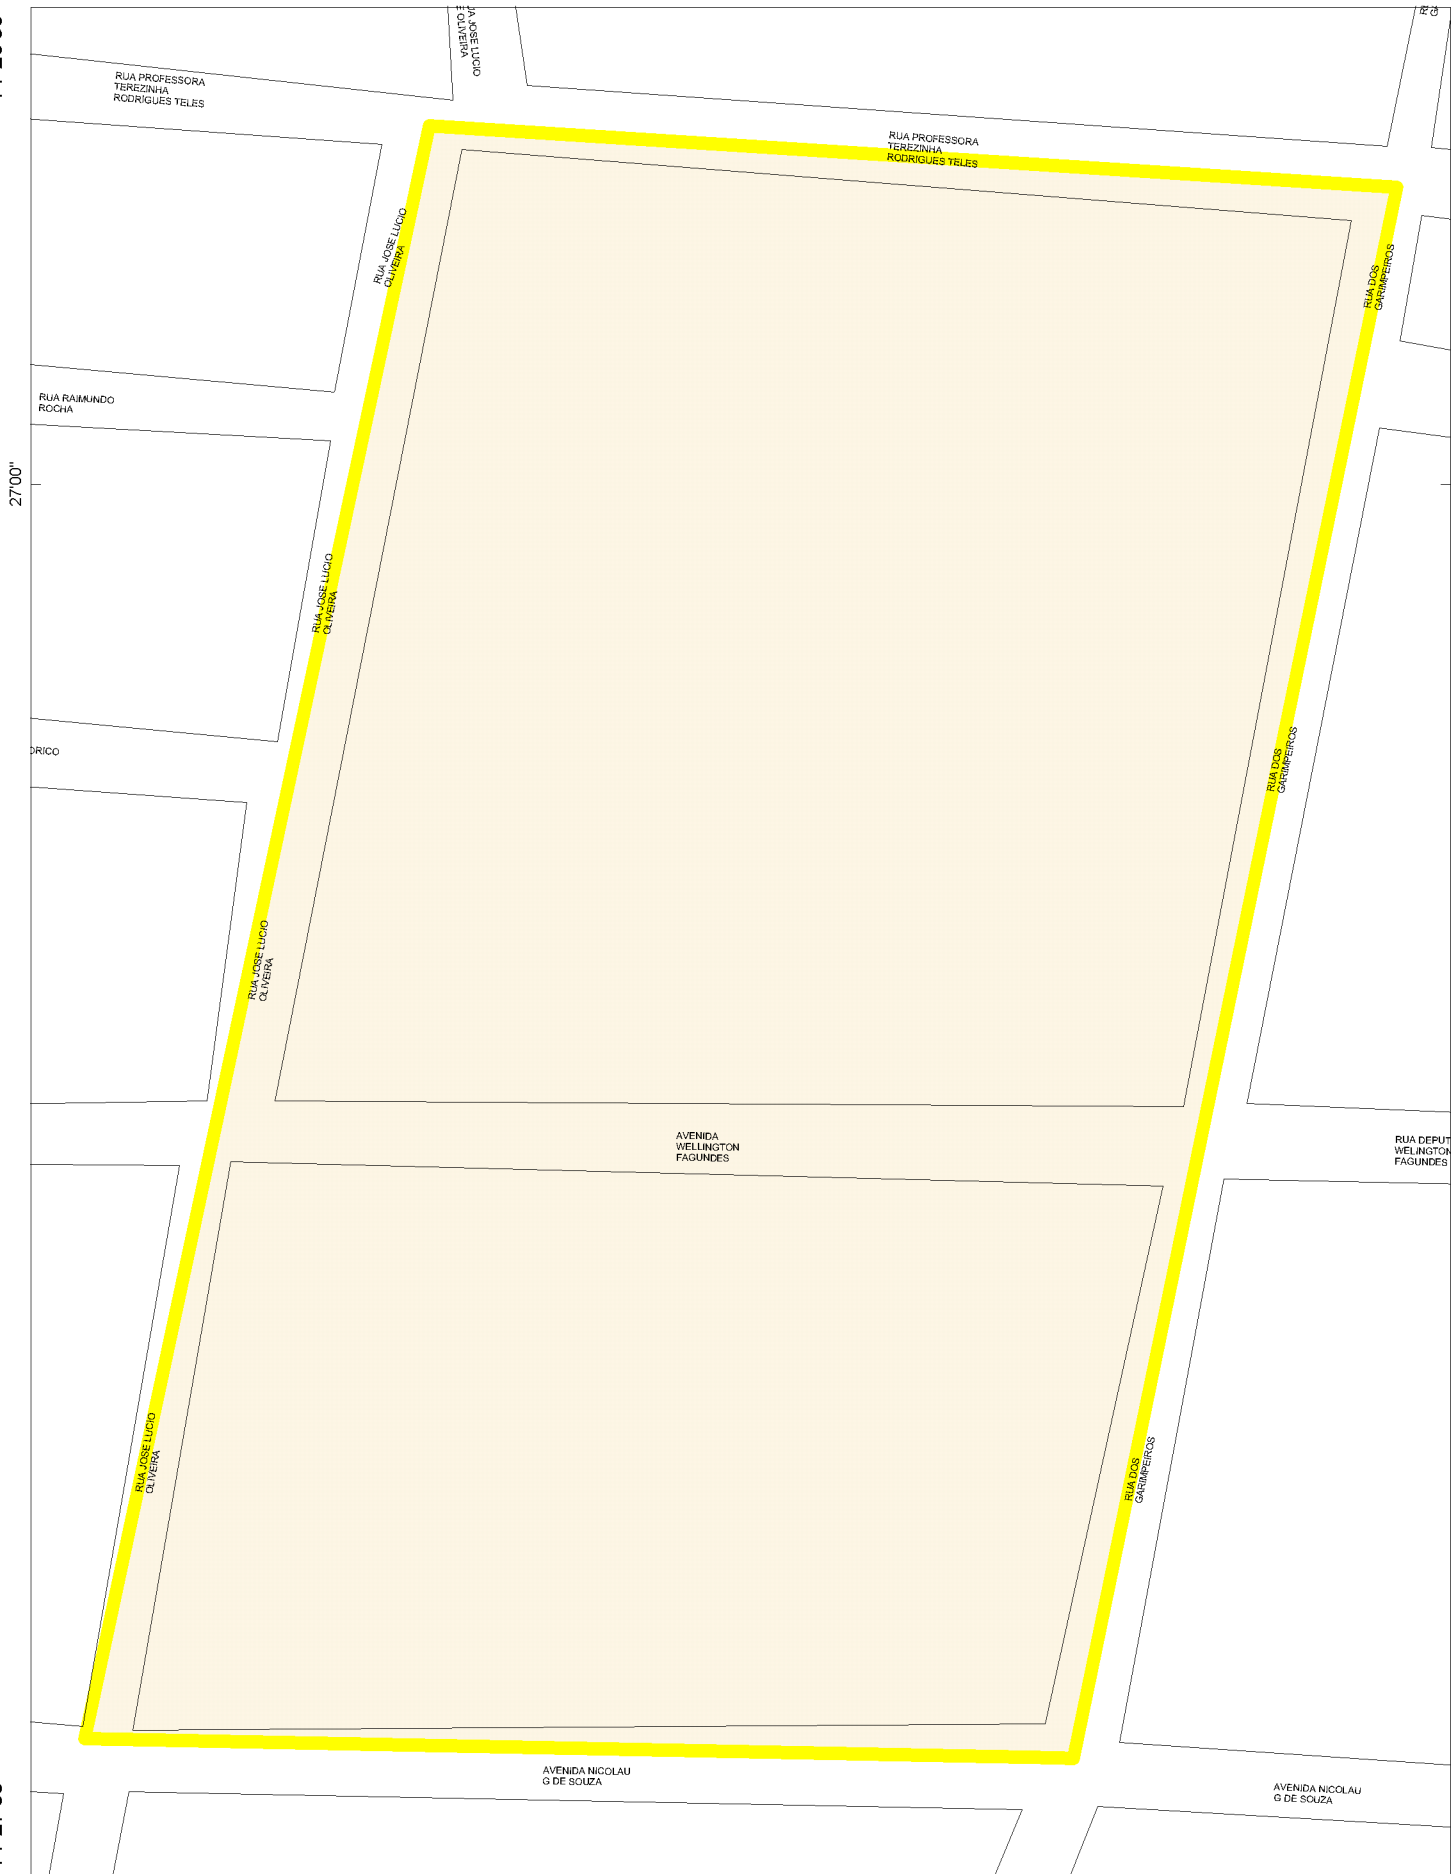 JA JOSE LUCIO
E OLIVEIRA
RUA PROFESSORA
TEREZINHA
RODRIGUES TELES
RUA PROFESSORA
TEREZINHA
RODRIGUES TELES
RUA JOSE LUCIO
OLIVEIRA
RUA DOS
GARIMPEIROS
RUA RAIMUNDO
ROCHA
27'00"
RUA JOSE LUCIO
OLIVEIRA
ORICO
RUA DOS
GARIMPEIROS
RUA JOSE LUCIO
OLIVEIRA
AVENIDA
WELLINGTON
FAGUNDES
RUA DEPUT
WELINGTON
FAGUNDES
RUA JOSE LUCIO
OLIVEIRA
RUA DOS
GARIMPEIROS
AVENIDA NICOLAU
G DE SOUZA
AVENIDA NICOLAU
G DE SOUZA